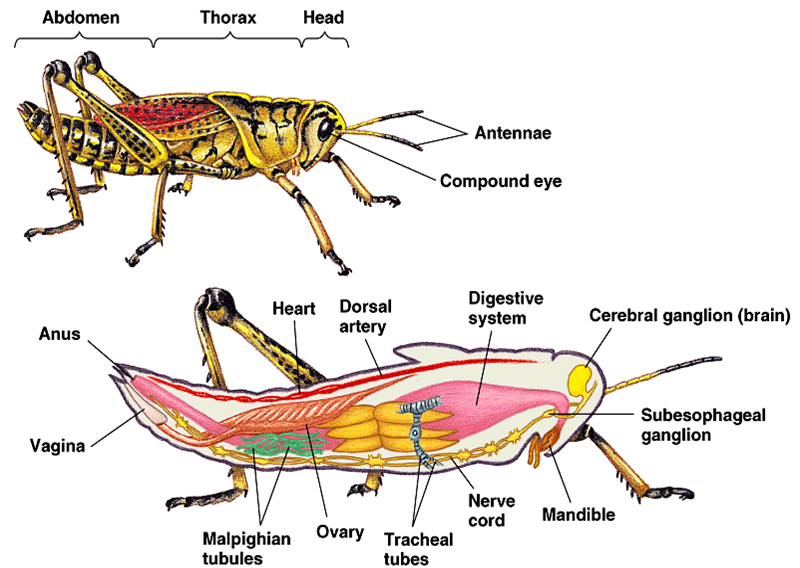 Abdomen
Thorax
Head
Antennae
Compound eye
Heart
Dorsal
artery
Digestive
system
Cerebral ganglion (brain)
Anus
Vagina
Subesophageal
ganglion
Malpighian
tubules
Ovary
Tracheal
tubes
Nerve
cord
Mandible